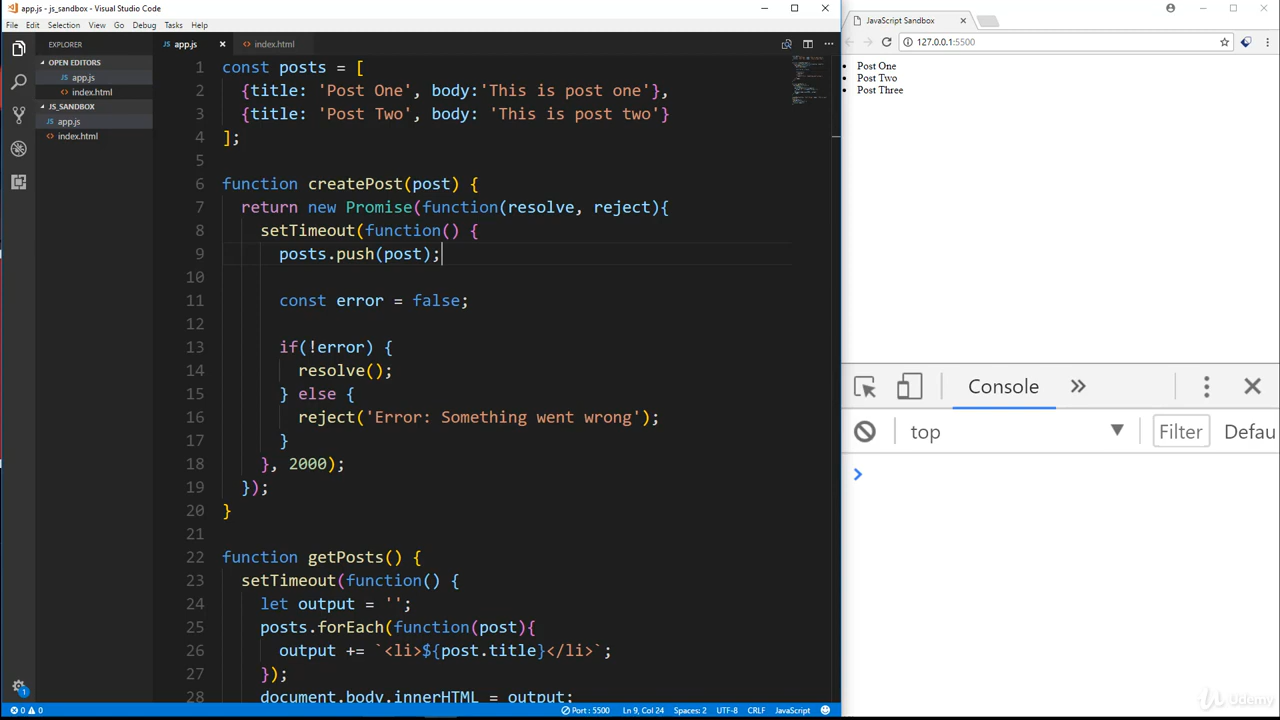 app.js - js_sandbox - Visual Studio Code
File Edit Selection View Go Debug Tasks Help
EXPLORER
OPEN EDITORS
app.js
index.html
JS_SANDBOX
app.js
index.html
app.js × index.html
1 const posts = [
2 {title: 'Post One', body:'This is post one'},
3 {title: 'Post Two', body: 'This is post two'}
4 ];
5
6 function createPost(post) {
7 return new Promise(function(resolve, reject){
8 setTimeout(function() {
9 posts.push(post);
10
11 const error = false;
12
13 if(!error) {
14 resolve();
15 } else {
16 reject('Error: Something went wrong');
17 }
18 }, 2000);
19 });
20 }
21
22 function getPosts() {
23 setTimeout(function() {
24 let output = '';
25 posts.forEach(function(post){
26 output += `<li>${post.title}</li>`;
27 });
28 document.body.innerHTML = output;
1
0 0 Port : 5500 Ln 9, Col 24 Spaces: 2 UTF-8 CRLF JavaScript
JavaScript Sandbox
127.0.0.1:5500
Post One
Post Two
Post Three
Console
top Filter Defau
Udemy